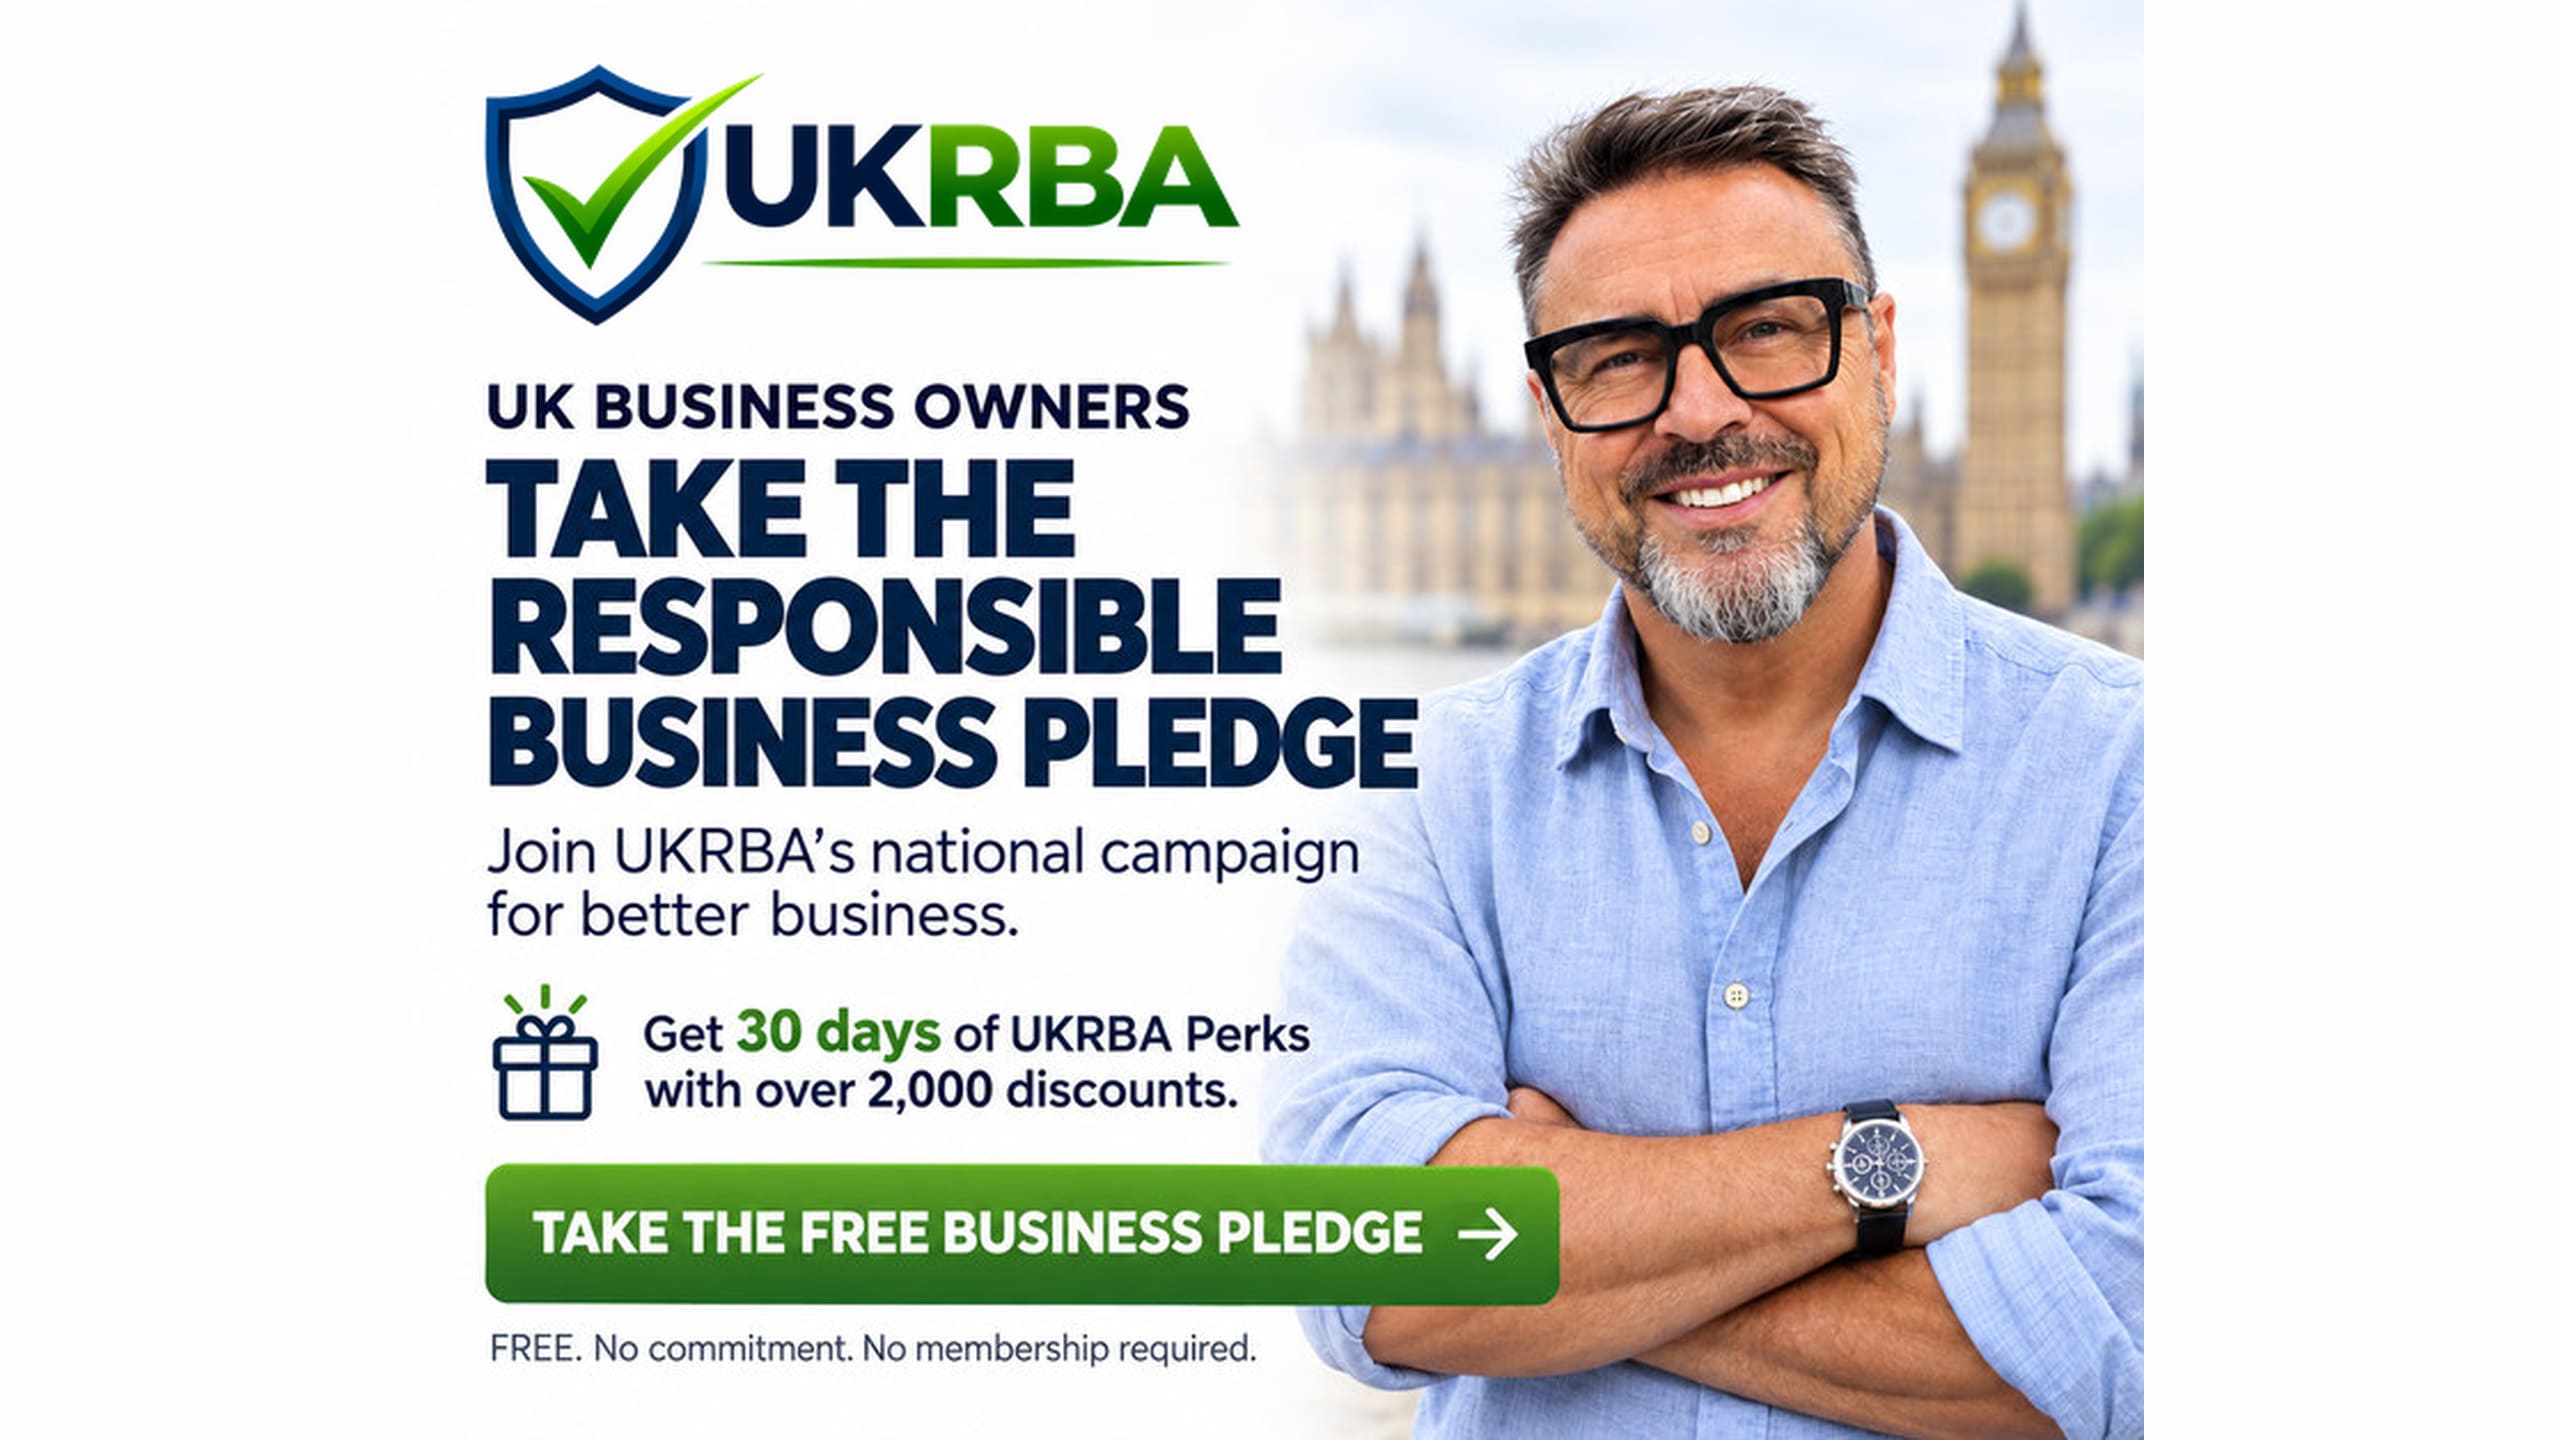 UKRBA
UK BUSINESS OWNERS
TAKE THE
RESPONSIBLE
BUSINESS PLEDGE
Join UKRBA's national campaign
for better business.
Get 30 days of UKRBA Perks
with over 2,000 discounts.
TAKE THE FREE BUSINESS PLEDGE →
FREE. No commitment. No membership required.